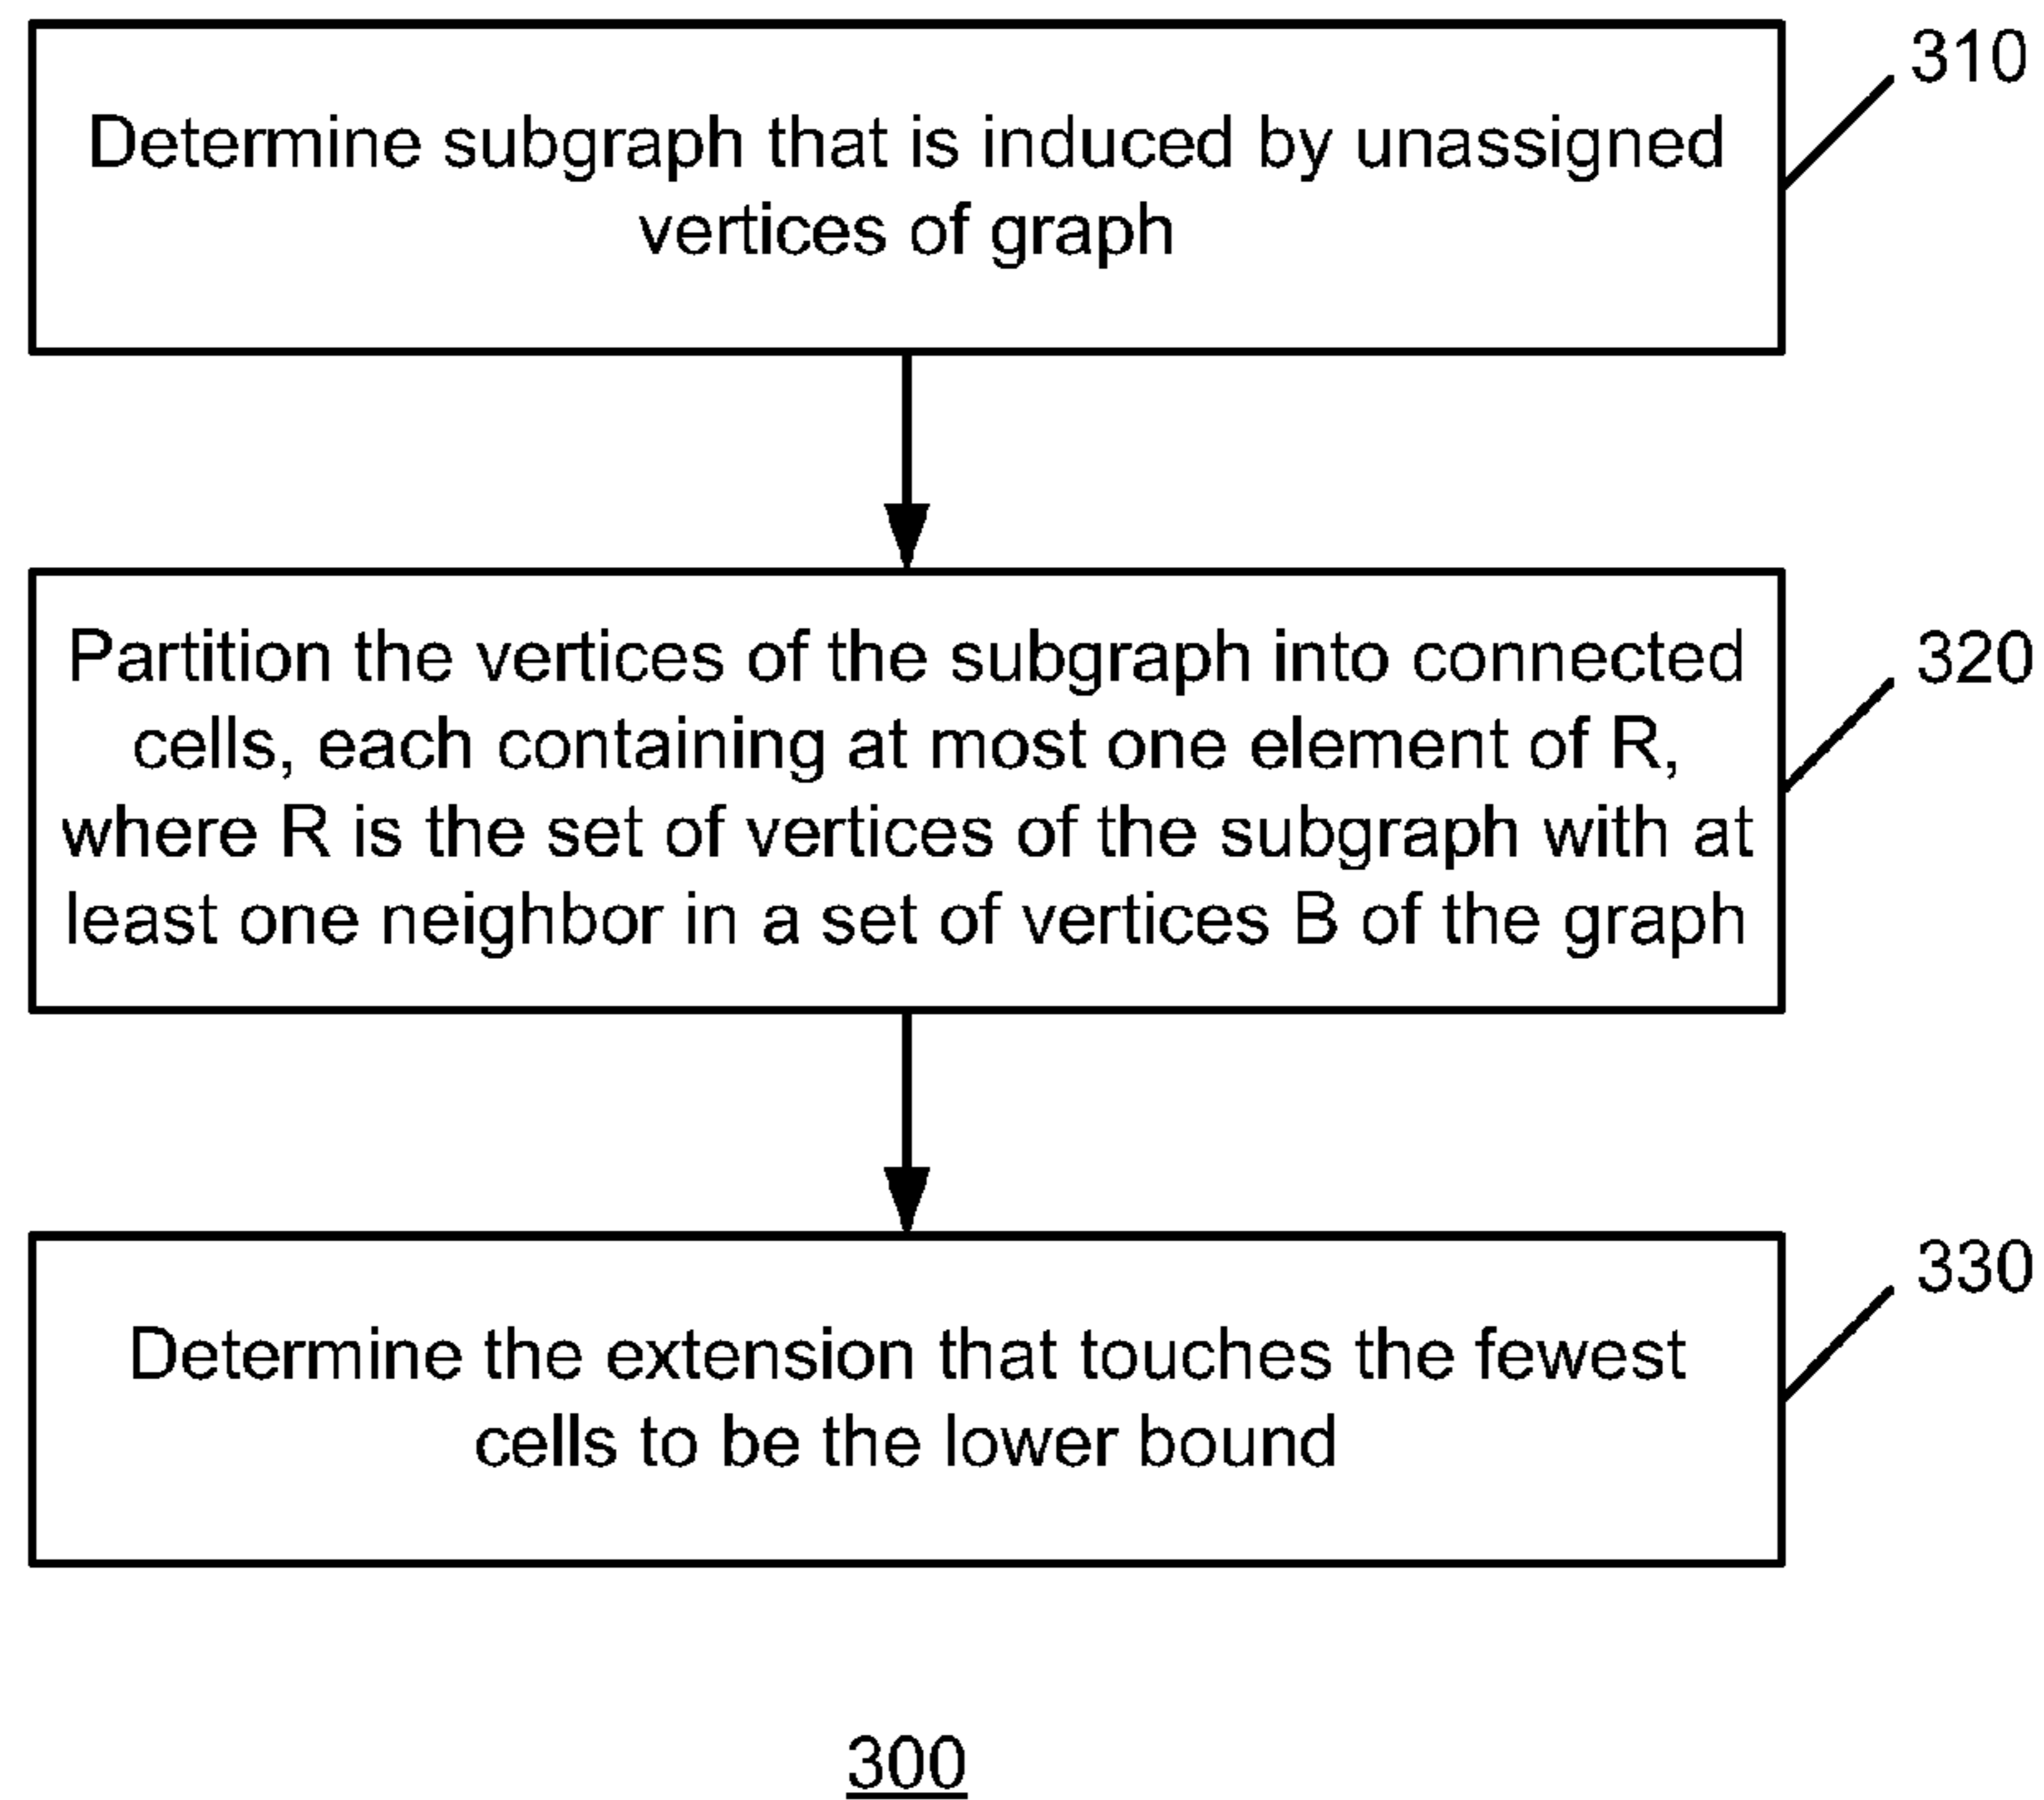 310
Determine subgraph that is induced by unassigned
vertices of graph
320
Partition the vertices of the subgraph into connected
cells, each containing at most one element of R,
where R is the set of vertices of the subgraph with at
least one neighbor in a set of vertices B of the graph
330
Determine the extension that touches the fewest
cells to be the lower bound
300